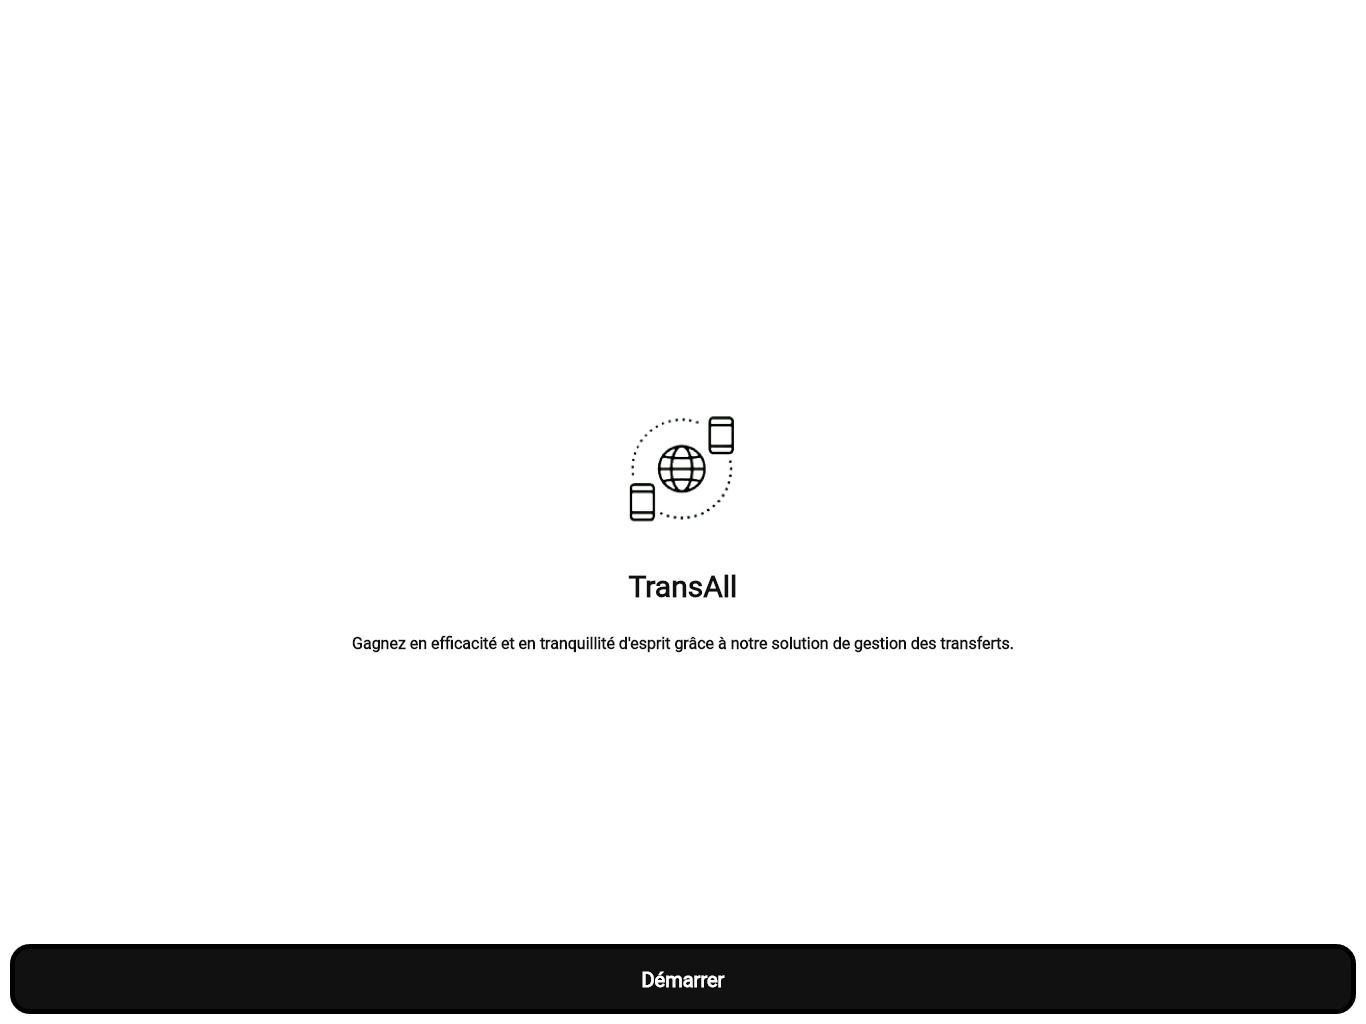 TransAll
Gagnez en efficacité et en tranquillité d'esprit grâce à notre solution de gestion des transferts.
Démarrer